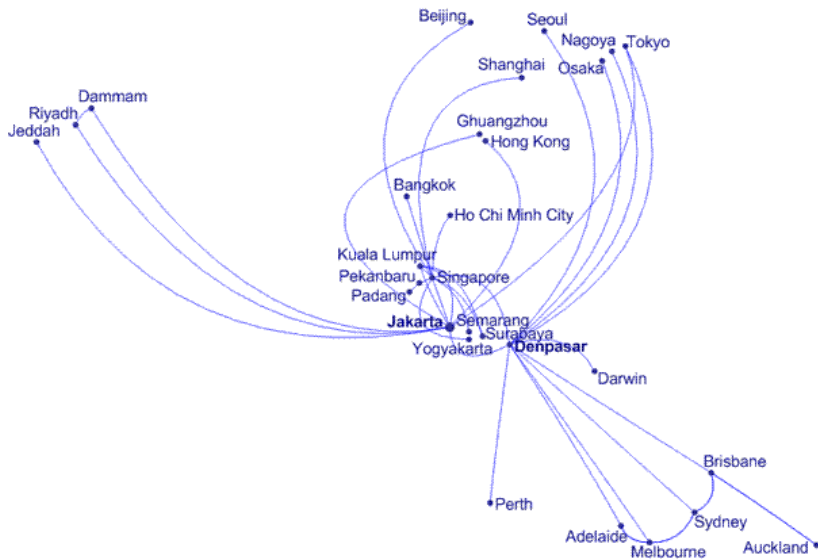 Beijing
Seoul
Nagoya
Tokyo
Osaka
Shanghai
Dammam
Riyadh
Jeddah
Ghuangzhou
Hong Kong
Bangkok
Ho Chi Minh City
Kuala Lumpur
Pekanbaru
Singapore
Padang
Jakarta
Semarang
Surabaya
Yogyakarta
Denpasar
Darwin
Brisbane
Perth
Sydney
Adelaide
Melbourne
Auckland